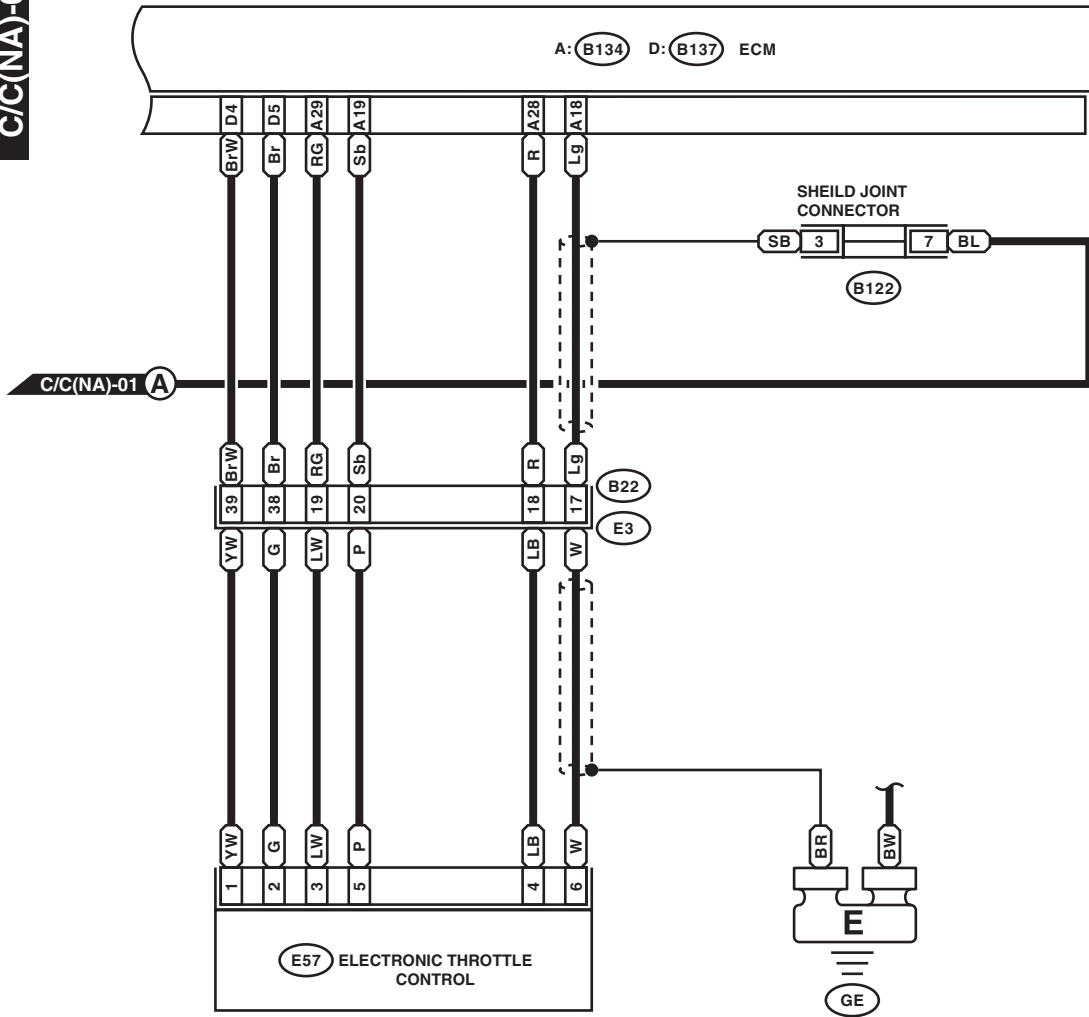 C/C(NA)-0
A: B134 D: B137 ECM
D4 D5 A29 A19 A28 A18
BrW Br RG Sb R Lg
SHEILD JOINT
CONNECTOR
SB 3 7 BL
B122
C/C(NA)-01 A
BrW Br RG Sb R Lg
39 38 19 20 18 17
B22
E3
YW G LW P LB W
YW G LW P LB W
BR BW
1 2 3 5 4 6
E
E57 ELECTRONIC THROTTLE
CONTROL
GE